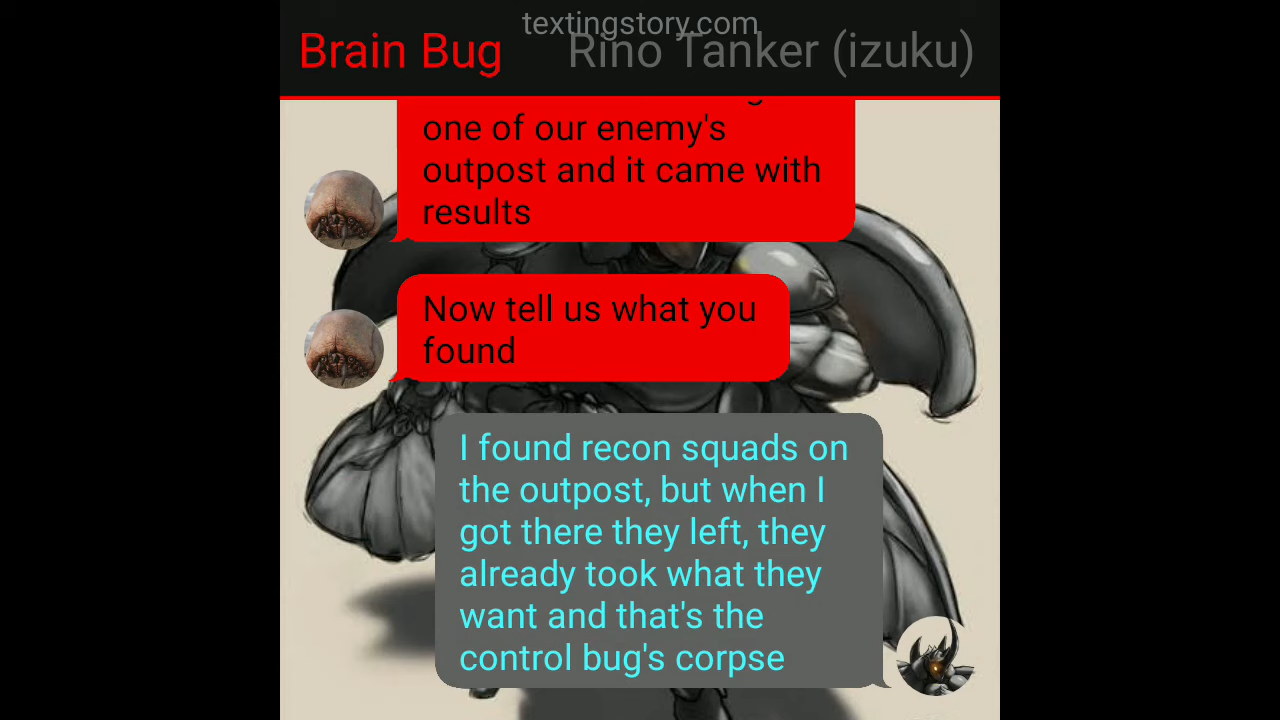 textingstory.com
Brain Bug
Rino Tanker (izuku)
one of our enemy's
outpost and it came with
results
Now tell us what you
found
I found recon squads on
the outpost, but when I
got there they left, they
already took what they
want and that's the
control bug's corpse